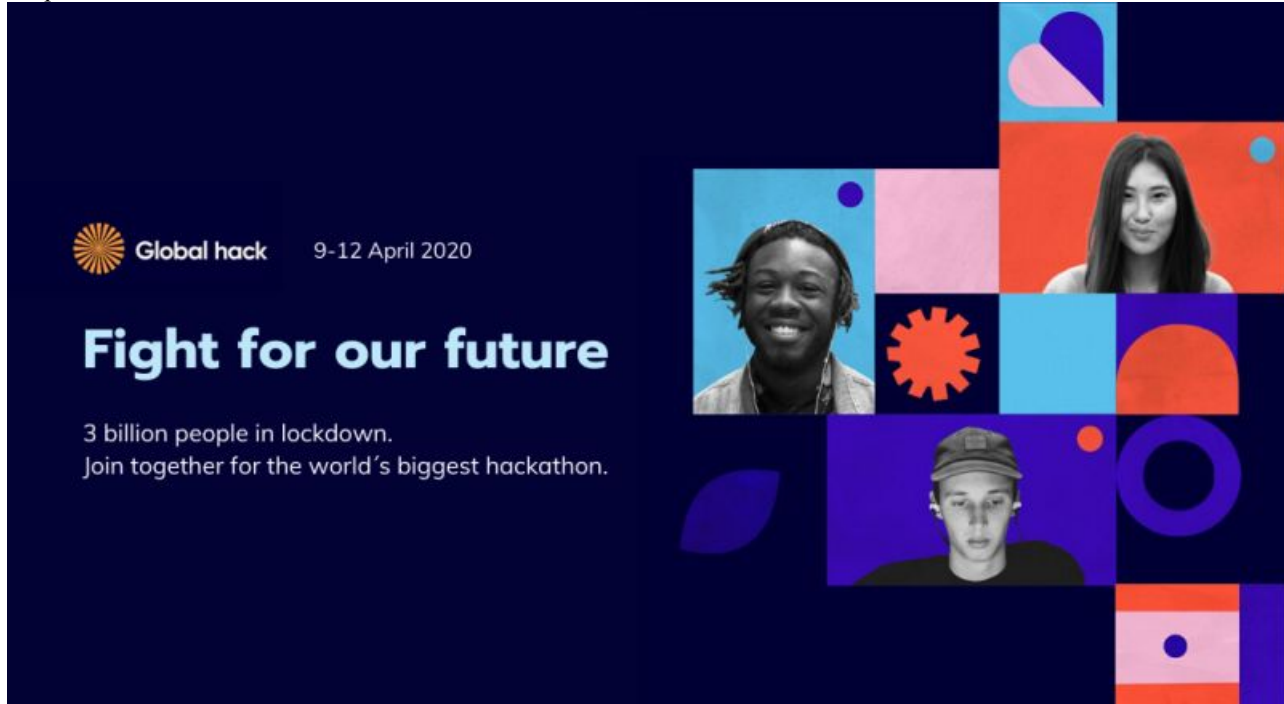 Global hack
9-12 April 2020
Fight for our future
3 billion people in lockdown.
Join together for the world´s biggest hackathon.